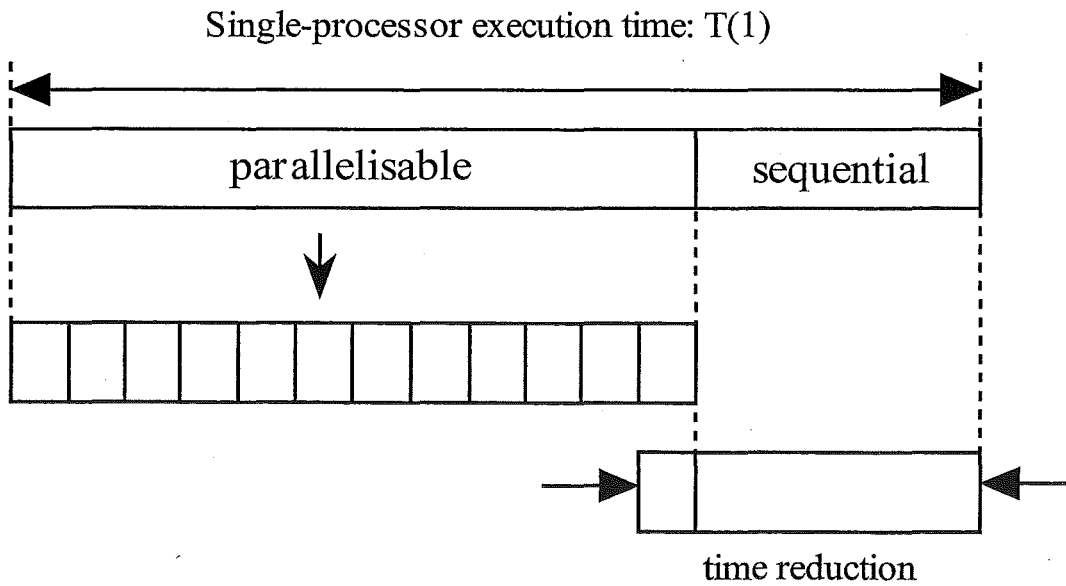 Single-processor execution time: T(1)
parallelisable
sequential
time reduction